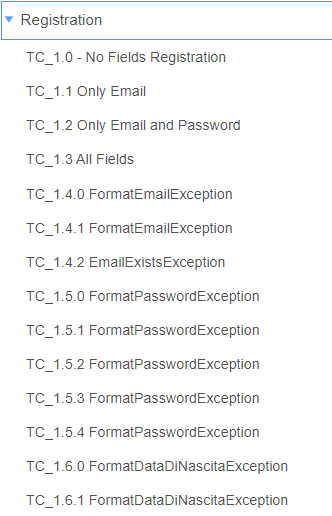 Registration
TC_1.0 - No Fields Registration
TC_1.1 Only Email
TC_1.2 Only Email and Password
TC_1.3 All Fields
TC_1.4.0 FormatEmailException
TC_1.4.1 FormatEmailException
TC_1.4.2 EmailExistsException
TC_1.5.0 FormatPasswordException
TC_1.5.1 FormatPasswordException
TC_1.5.2 FormatPasswordException
TC_1.5.3 FormatPasswordException
TC_1.5.4 FormatPasswordException
TC_1.6.0 FormatDataDiNascitaException
TC_1.6.1 FormatDataDiNascitaException